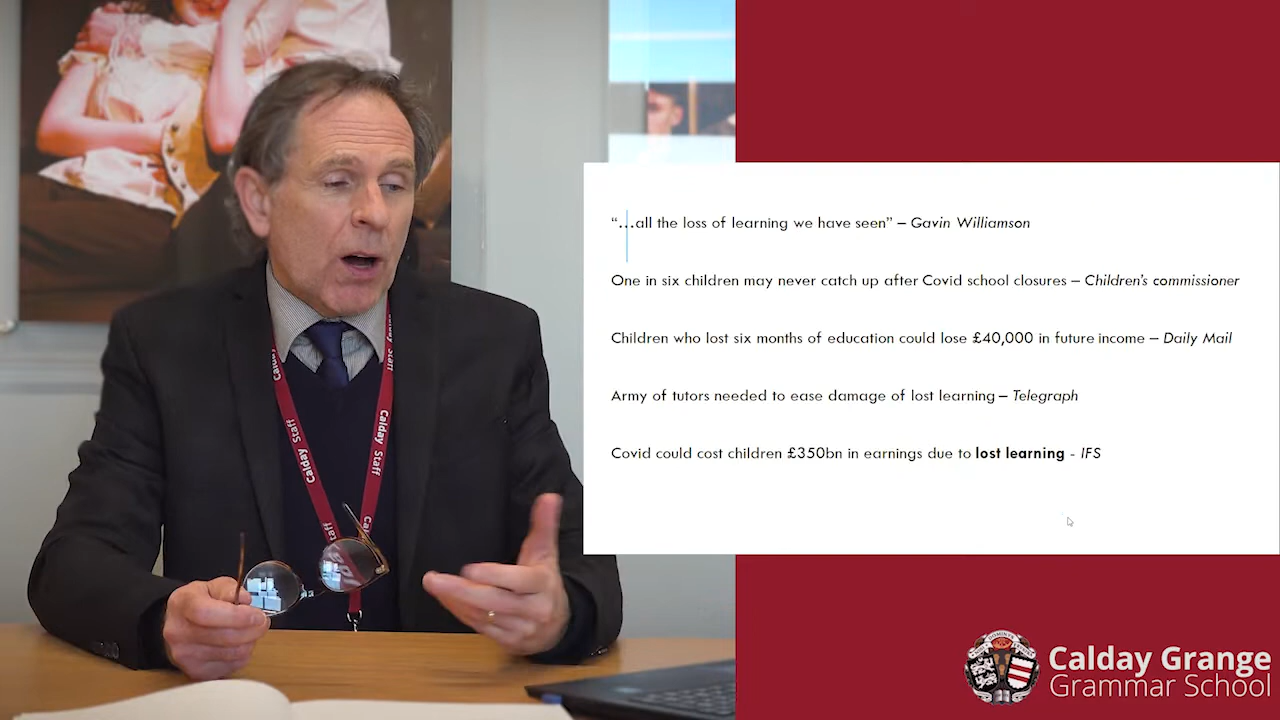 “…all the loss of learning we have seen” – Gavin Williamson
One in six children may never catch up after Covid school closures – Children’s commissioner
Children who lost six months of education could lose £40,000 in future income – Daily Mail
Army of tutors needed to ease damage of lost learning – Telegraph
Covid could cost children £350bn in earnings due to lost learning - IFS
Calday Staff
Calday Staff
Calday
Staff
Cal
Calday Grange
Grammar School